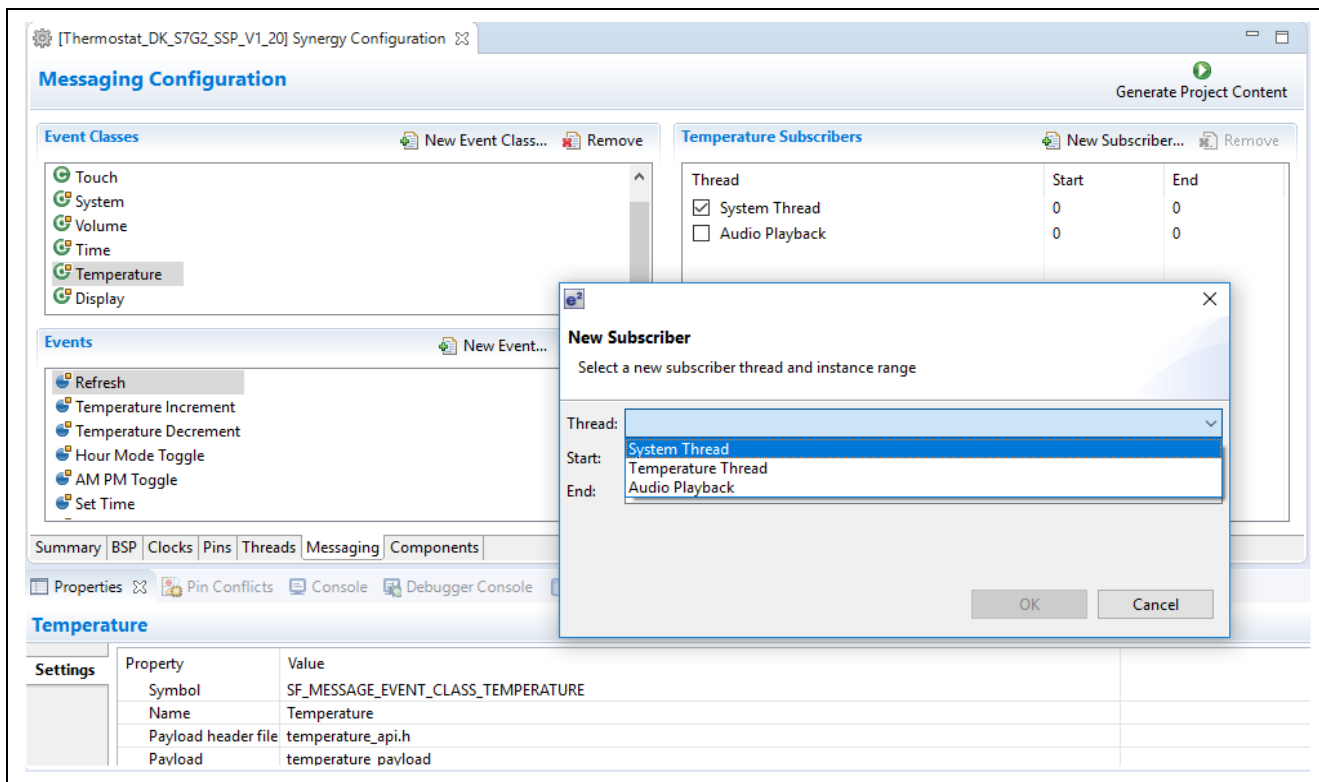 [Thermostat_DK_S7G2_SSP_V1_20] Synergy Configuration
Messaging Configuration
Generate Project Content
Event Classes
New Event Class...
Remove
Touch
System
Volume
Time
Temperature
Display
Temperature Subscribers
New Subscriber...
Remove
Thread Start End
System Thread 0 0
Audio Playback 0 0
Events
New Event...
Refresh
Temperature Increment
Temperature Decrement
Hour Mode Toggle
AM PM Toggle
Set Time
e²
New Subscriber
Select a new subscriber thread and instance range
Thread:
System Thread
Temperature Thread
Audio Playback
Start:
End:
OK
Cancel
Summary BSP Clocks Pins Threads Messaging Components
Properties Pin Conflicts Console Debugger Console
Temperature
Settings
Property Value
Symbol SF_MESSAGE_EVENT_CLASS_TEMPERATURE
Name Temperature
Payload header file temperature_api.h
Payload temperature_payload